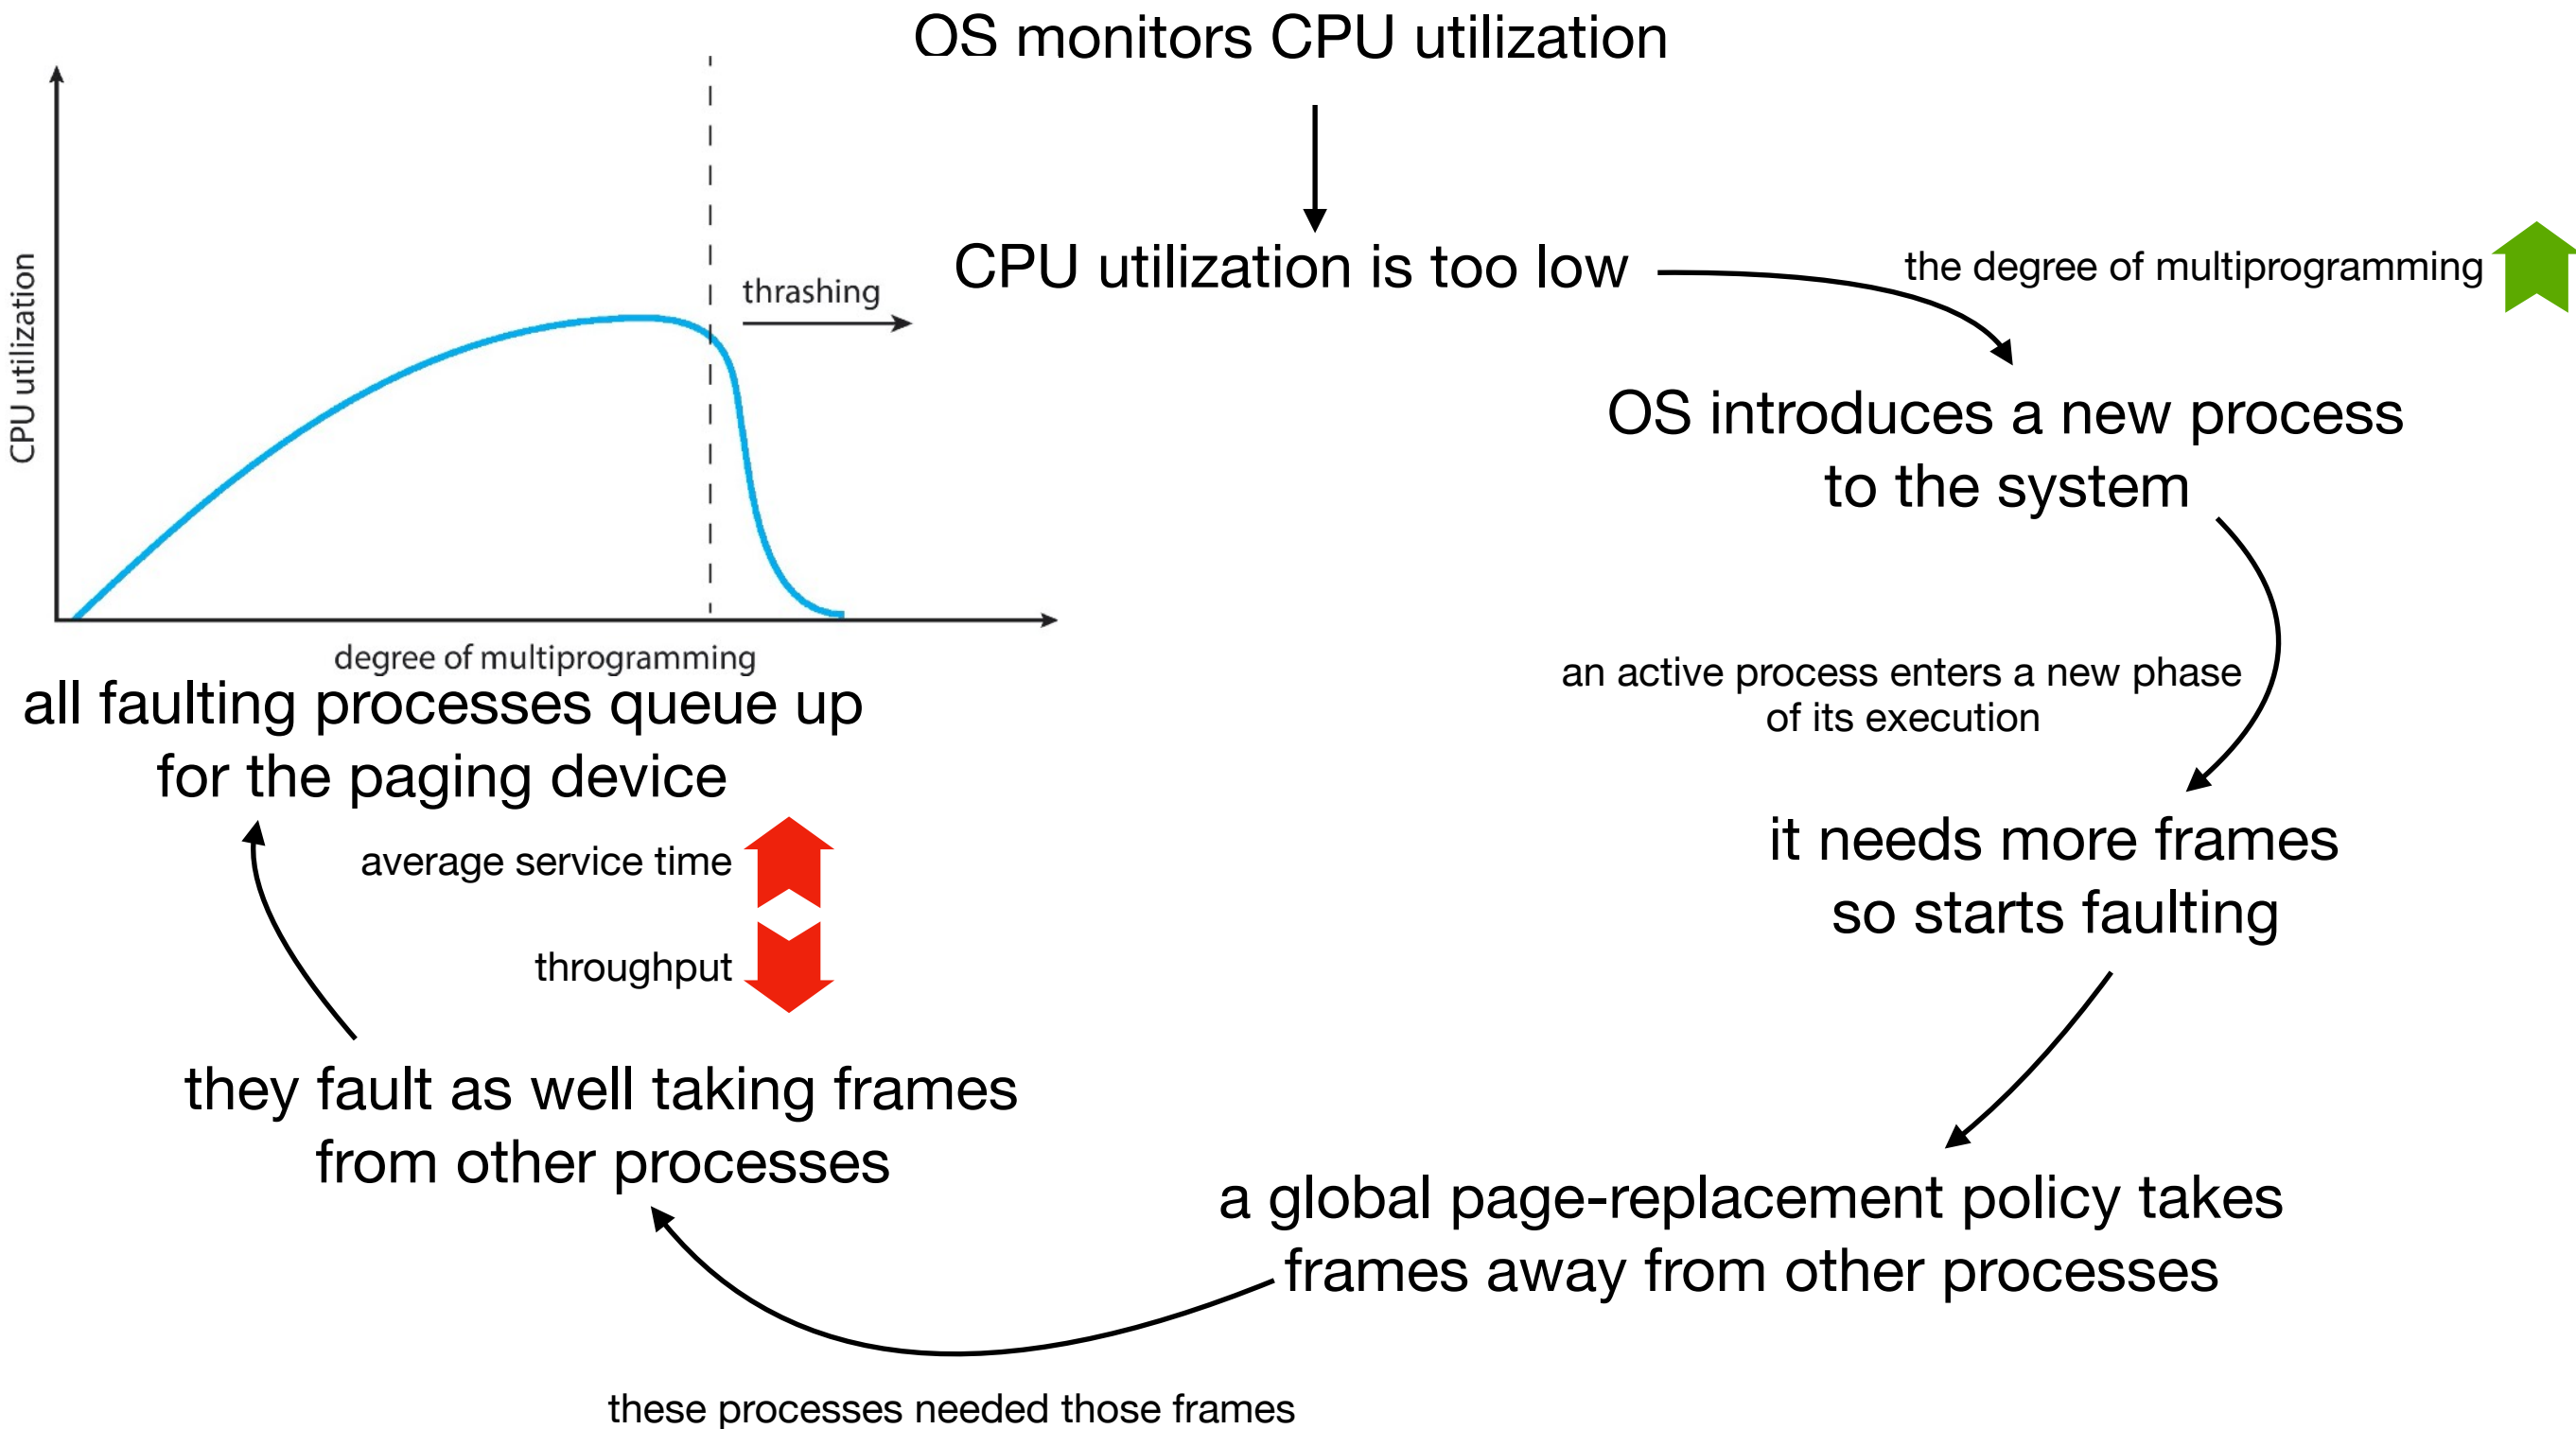 OS monitors CPU utilization
CPU utilization is too low
the degree of multiprogramming
OS introduces a new process
to the system
an active process enters a new phase
of its execution
it needs more frames
so starts faulting
a global page-replacement policy takes
frames away from other processes
these processes needed those frames
they fault as well taking frames
from other processes
average service time
throughput
all faulting processes queue up
for the paging device
CPU utilization
thrashing
degree of multiprogramming